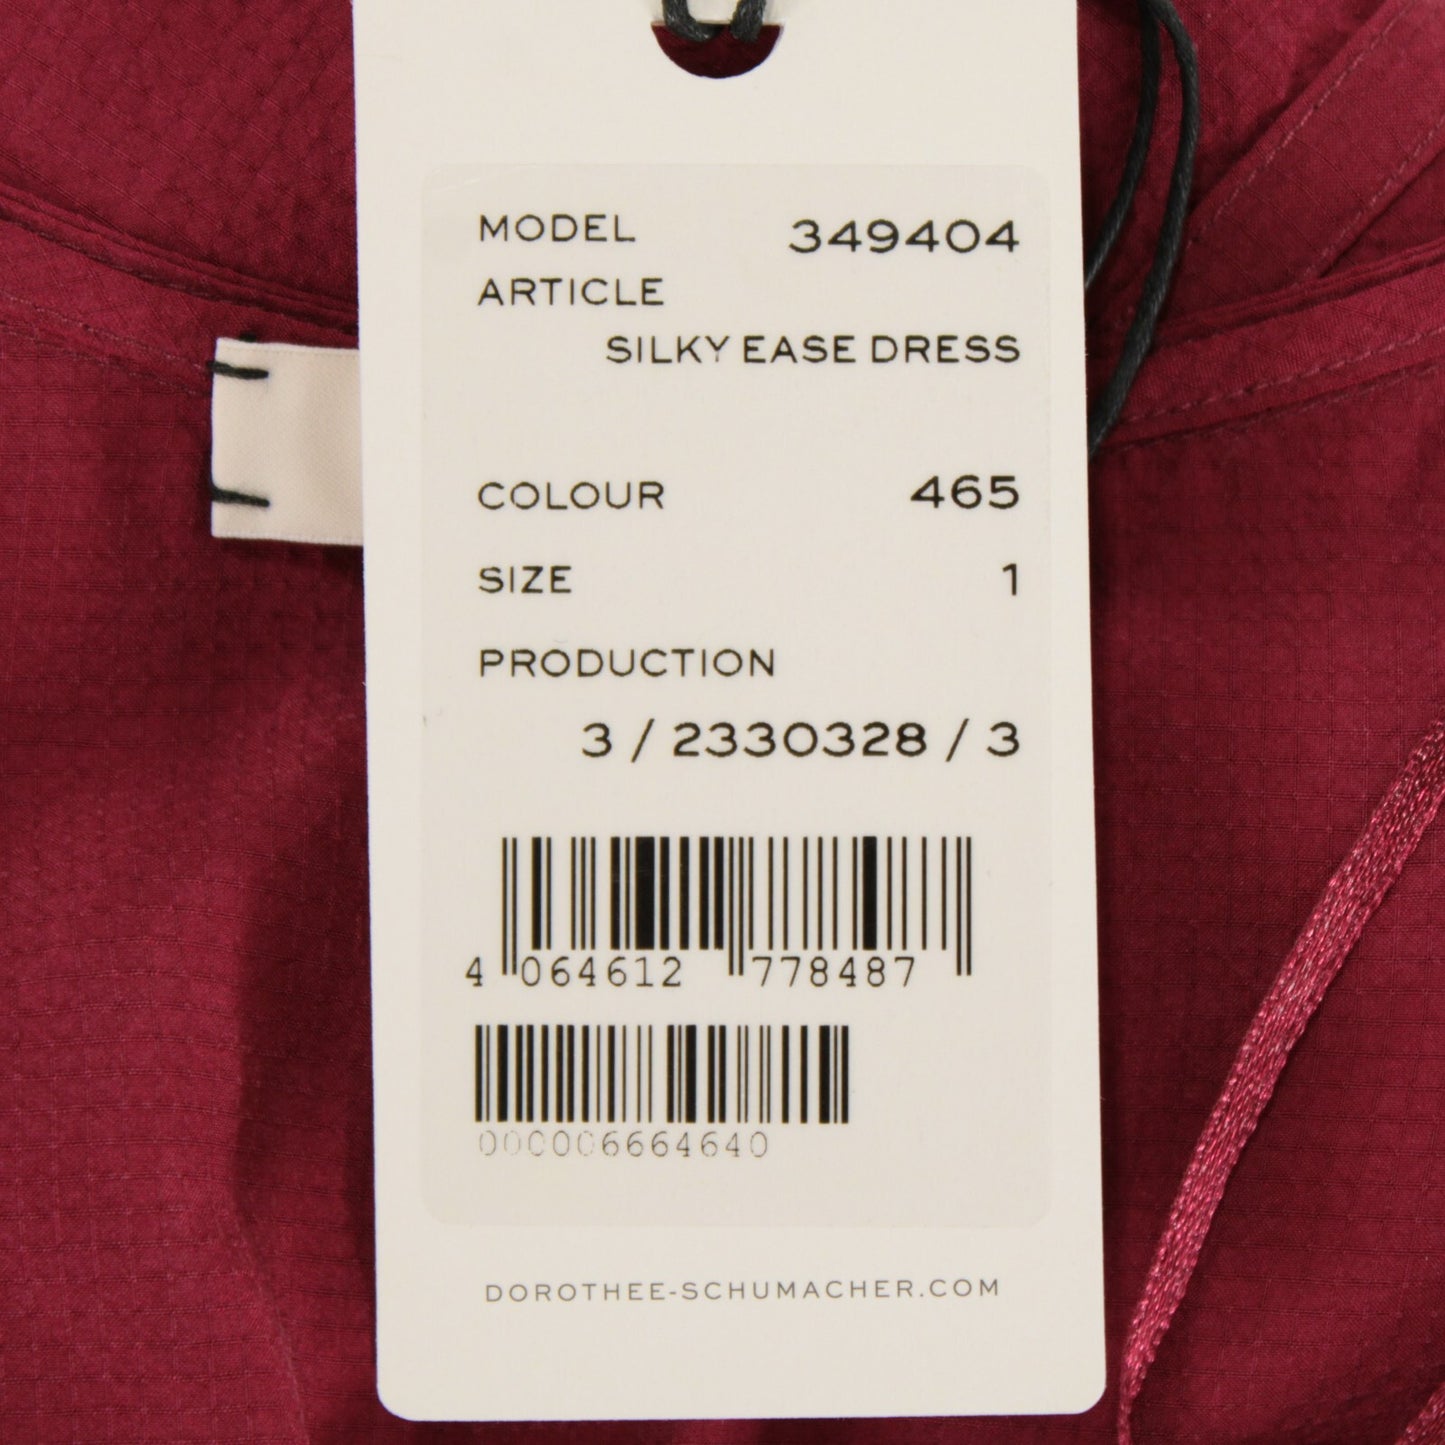 MODEL 349404
ARTICLE
SILKY EASE DRESS
COLOUR 465
SIZE 1
PRODUCTION
3 / 2330328 / 3
4 064612 778487
000006664640
DOROTHEE-SCHUMACHER.COM